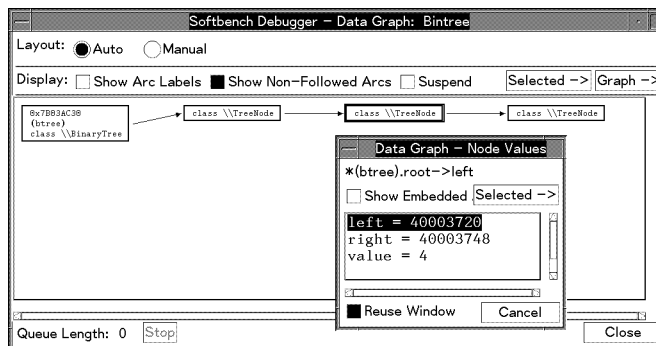 Softbench Debugger - Data Graph: Bintree
Layout: Auto Manual
Display: Show Arc Labels Show Non-Followed Arcs Suspend Selected -> Graph ->
0x7B03AC30
(btree)
class \\BinaryTree
class \\TreeNode
class \\TreeNode
class \\TreeNode
Data Graph - Node Values
*(btree).root->left
Show Embedded Selected ->
left = 40003720
right = 40003748
value = 4
Reuse Window Cancel
Queue Length: 0 Stop Close